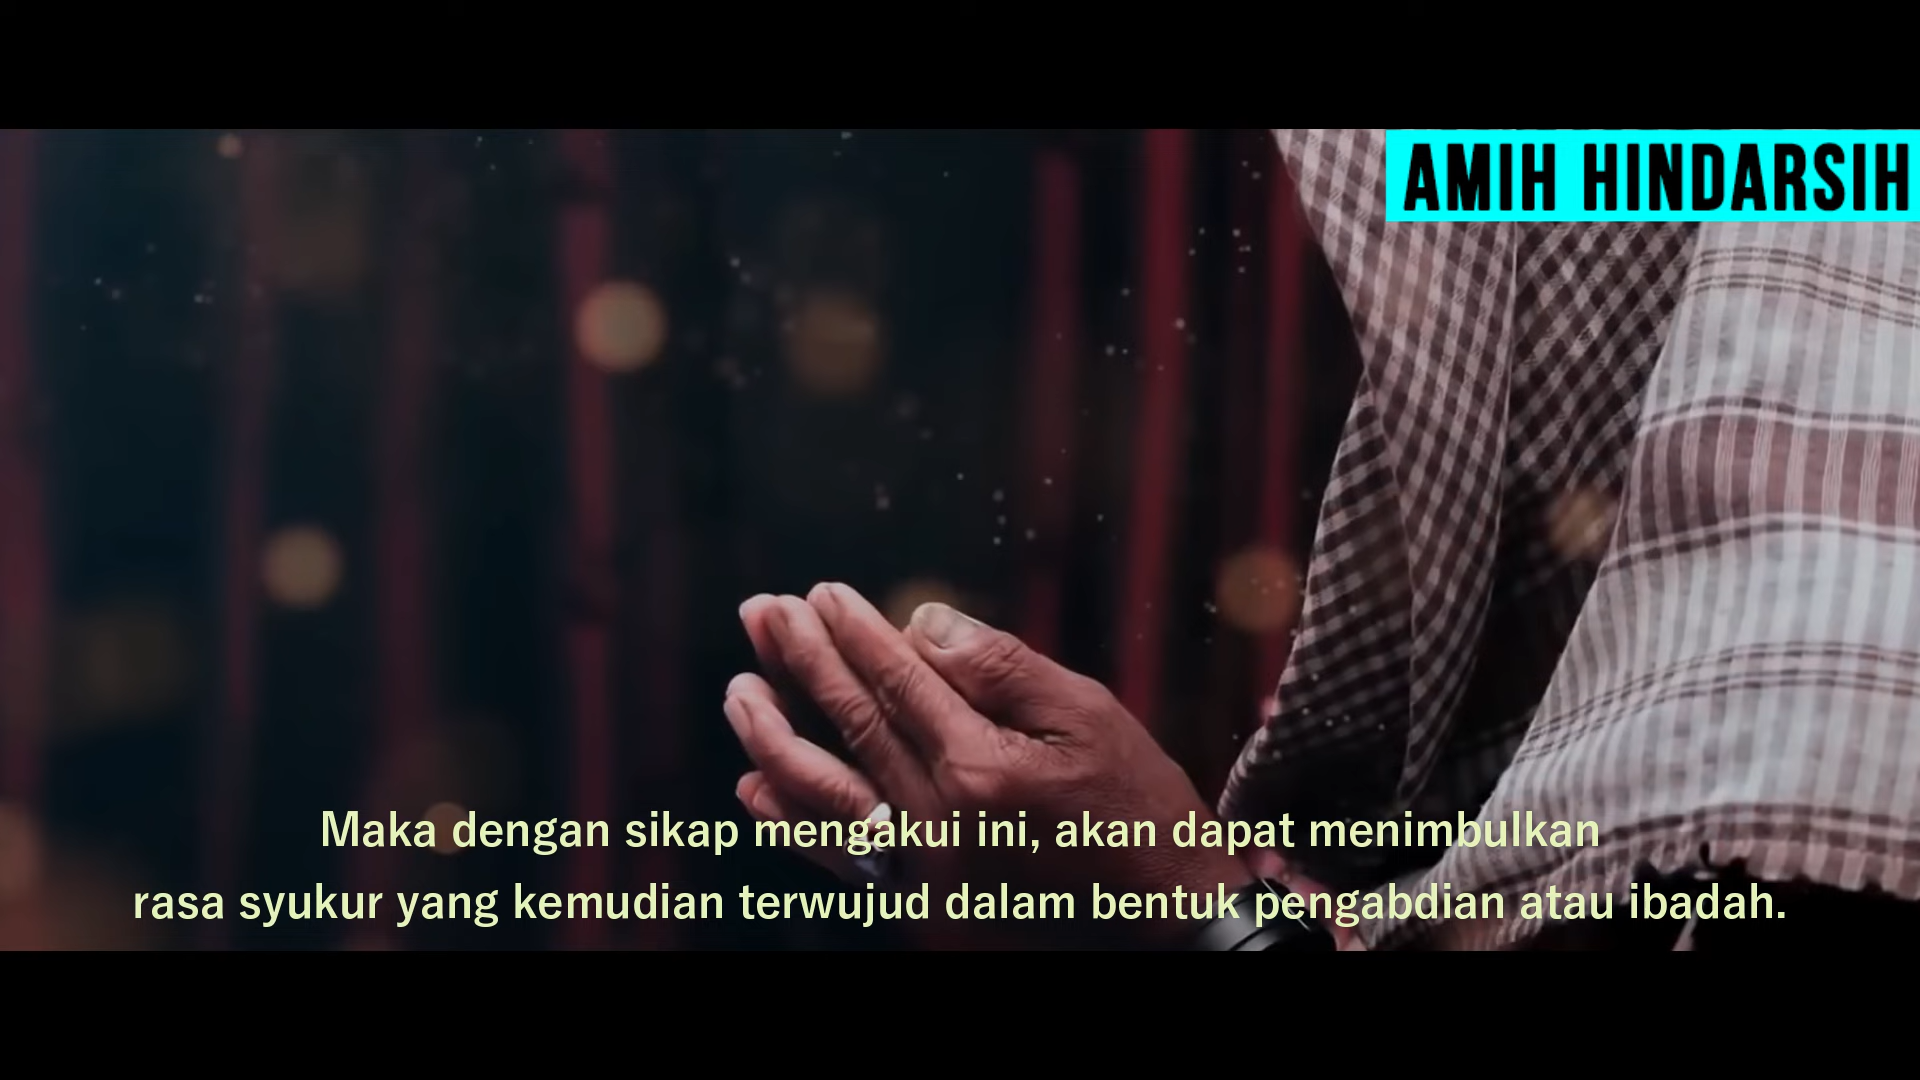 AMIH HINDARSIH
Maka dengan sikap mengakui ini, akan dapat menimbulkan
rasa syukur yang kemudian terwujud dalam bentuk pengabdian atau ibadah.